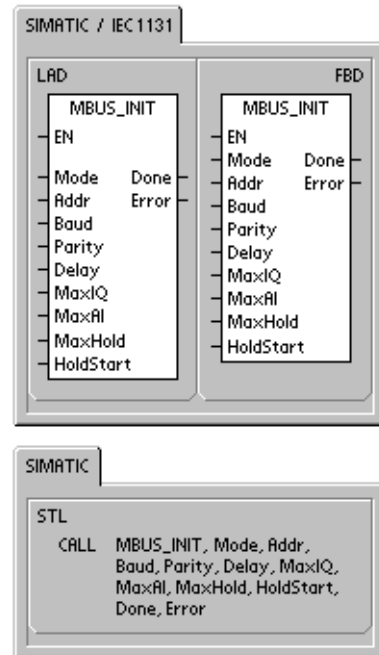 SIMATIC / IEC1131
LAD
MBUS_INIT
EN
Mode Done
Addr Error
Baud
Parity
Delay
MaxIQ
MaxAI
MaxHold
HoldStart
FBD
MBUS_INIT
EN
Mode Done
Addr Error
Baud
Parity
Delay
MaxIQ
MaxAI
MaxHold
HoldStart
SIMATIC
STL
CALL MBUS_INIT, Mode, Addr,
Baud, Parity, Delay, MaxIQ,
MaxAI, MaxHold, HoldStart,
Done, Error